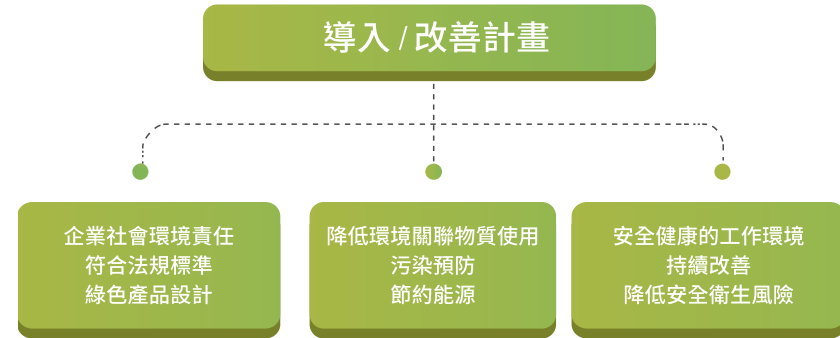 導入 / 改善計畫
企業社會環境責任
符合法規標準
綠色產品設計
降低環境關聯物質使用
污染預防
節約能源
安全健康的工作環境
持續改善
降低安全衛生風險